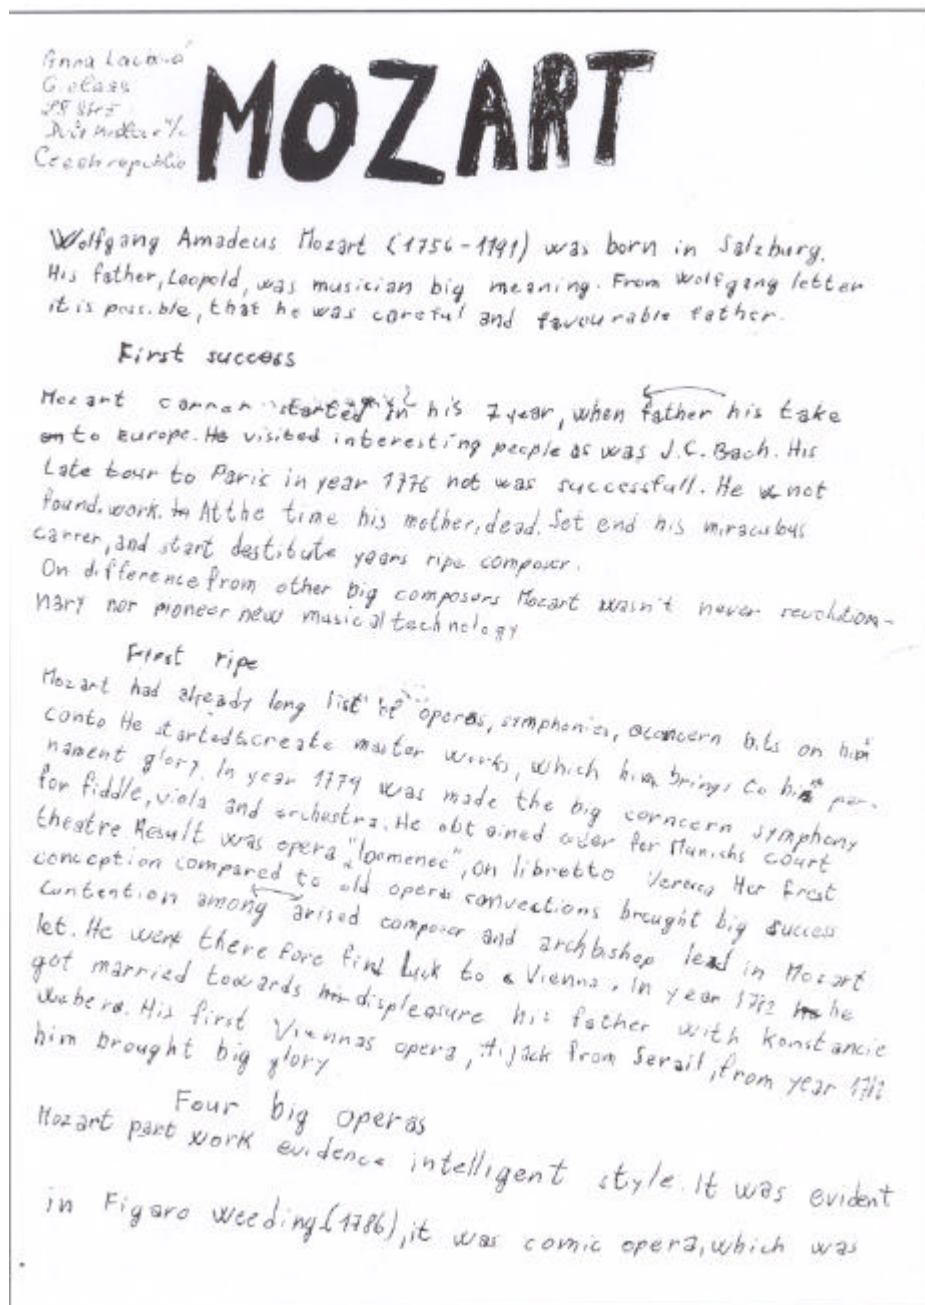 Anna
6 class
Czech republic
MOZART
Wolfgang Amadeus Mozart (1756-1791) was born in Salzburg.
His father, Leopold, was musician big meaning. From Wolfgang letter
it is possible, that he was careful and favourable father.
First success
Mozart started in his 7 year, when father his take
to Europe. He visited interesting people as was J.C. Bach. His
Late tour to Paris in year 1776 not was successfull. He not
found work. At the time his mother, dead. Set end his miraculous
carrer, and start destitute years ripe composer.
On difference from other big composers Mozart wasn't never revolution-
nary nor pioneer new musical technology
First ripe
Mozart had already long list operas, symphonies, bits on him
conto He started create master works, which him brings to his per-
nament glory. In year 1779 was made the big corncern symphony
for fiddle, viola and orchestra. He obtained oder for Munichs court
theatre Result was opera "Idomeneo", on libretto Her first
conception compared to old operas convections brought big success
Contention among arised composer and archbishop lead in Mozart
let. He went there fore find luck to Vienna. In year he
got married towards displeasure his father with Konstancie
Webera. His first Viennas opera, Hijack from Serail, from year
him brought big glory
Four big operas
Mozart part work evidence intelligent style. It was evident
in Figaro weeding (1786), it was comic opera, which was